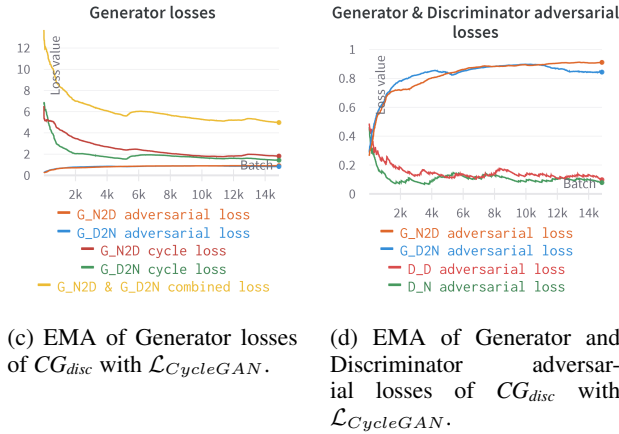 Generator losses
Loss value
12
10
8
6
4
2
0
Batch
2k 4k 6k 8k 10k 12k 14k
G_N2D adversarial loss
G_D2N adversarial loss
G_N2D cycle loss
G_D2N cycle loss
G_N2D & G_D2N combined loss
(c) EMA of Generator losses
of CGdisc with LCycleGAN.
Generator & Discriminator adversarial
losses
Loss value
1
0.8
0.6
0.4
0.2
0
Batch
2k 4k 6k 8k 10k 12k 14k
G_N2D adversarial loss
G_D2N adversarial loss
D_D adversarial loss
D_N adversarial loss
(d) EMA of Generator and
Discriminator adversar-
ial losses of CGdisc with
LCycleGAN.